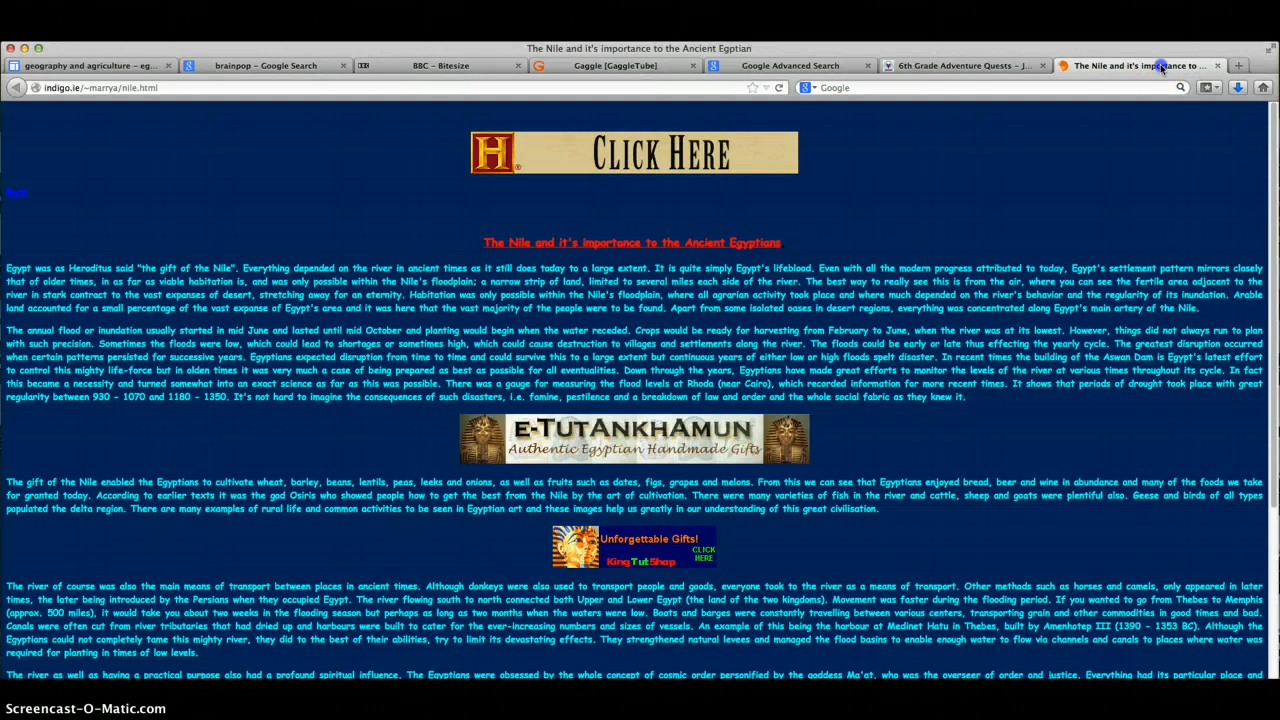 The Nile and it's importance to the Ancient Egptian
geography and agriculture - eg...
brainpop - Google Search
BBC - Bitesize
Gaggle [GaggleTube]
Google Advanced Search
6th Grade Adventure Quests - J...
The Nile and it's importance to ...
indigo.ie/~marrya/nile.html
Google
H CLICK HERE
The Nile and it's importance to the Ancient Egyptians
Egypt was as Heroditus said "the gift of the Nile". Everything depended on the river in ancient times as it still does today to a large extent. It is quite simply Egypt's lifeblood. Even with all the modern progress attributed to today, Egypt's settlement pattern mirrors closely
that of older times, in as far as viable habitation is, and was only possible within the Nile's floodplain; a narrow strip of land, limited to several miles each side of the river. The best way to really see this is from the air, where you can see the fertile area adjacent to the
river in stark contract to the vast expanses of desert, stretching away for an eternity. Habitation was only possible within the Nile's floodplain, where all agrarian activity took place and where much depended on the river's behavior and the regularity of its inundation. Arable
land accounted for a small percentage of the vast expanse of Egypt's area and it was here that the vast majority of the people were to be found. Apart from some isolated oases in desert regions, everything was concentrated along Egypt's main artery of the Nile.
The annual flood or inundation usually started in mid June and lasted until mid October and planting would begin when the water receded. Crops would be ready for harvesting from February to June, when the river was at its lowest. However, things did not always run to plan
with such precision. Sometimes the floods were low, which could lead to shortages or sometimes high, which could cause destruction to villages and settlements along the river. The floods could be early or late thus effecting the yearly cycle. The greatest disruption occurred
when certain patterns persisted for successive years. Egyptians expected disruption from time to time and could survive this to a large extent but continuous years of either low or high floods spelt disaster. In recent times the building of the Aswan Dam is Egypt's latest effort
to control this mighty life-force but in olden times it was very much a case of being prepared as best as possible for all eventualities. Down through the years, Egyptians have made great efforts to monitor the levels of the river at various times throughout its cycle. In fact
this became a necessity and turned somewhat into an exact science as far as this was possible. There was a gauge for measuring the flood levels at Rhoda (near Cairo), which recorded information for more recent times. It shows that periods of drought took place with great
regularity between 930 - 1070 and 1180 - 1350. It's not hard to imagine the consequences of such disasters, i.e. famine, pestilence and a breakdown of law and order and the whole social fabric as they knew it.
e-TutAnkhAmun
Authentic Egyptian Handmade Gifts
The gift of the Nile enabled the Egyptians to cultivate wheat, barley, beans, lentils, peas, leeks and onions, as well as fruits such as dates, figs, grapes and melons. From this we can see that Egyptians enjoyed bread, beer and wine in abundance and many of the foods we take
for granted today. According to earlier texts it was the god Osiris who showed people how to get the best from the Nile by the art of cultivation. There were many varieties of fish in the river and cattle, sheep and goats were plentiful also. Geese and birds of all types
populated the delta region. There are many examples of rural life and common activities to be seen in Egyptian art and these images help us greatly in our understanding of this great civilisation.
Unforgettable Gifts!
KingTutShop
CLICK HERE
The river of course was also the main means of transport between places in ancient times. Although donkeys were also used to transport people and goods, everyone took to the river as a means of transport. Other methods such as horses and camels, only appeared in later
times, the later being introduced by the Persians when they occupied Egypt. The river flowing south to north connected both Upper and Lower Egypt (the land of the two kingdoms). Movement was faster during the flooding period. If you wanted to go from Thebes to Memphis
(approx. 500 miles), it would take you about two weeks in the flooding season but perhaps as long as two months when the waters were low. Boats and barges were constantly travelling between various centers, transporting grain and other commodities in good times and bad.
Canals were often cut from river tributaries that had dried up and harbours were built to cater for the ever-increasing numbers and sizes of vessels. An example of this being the harbour at Medinet Hatu in Thebes, built by Amenhotep III (1390 - 1353 BC). Although the
Egyptians could not completely tame this mighty river, they did to the best of their abilities, try to limit its devastating effects. They strengthened natural levees and managed the flood basins to enable enough water to flow via channels and canals to places where water was
required for planting in times of low levels.
The river as well as having a practical purpose also had a profound spiritual influence. The Egyptians were obsessed by the whole concept of cosmic order personified by the goddess Ma'at, who was the overseer of order and justice. Everything had its particular place and
Screencast-O-Matic.com